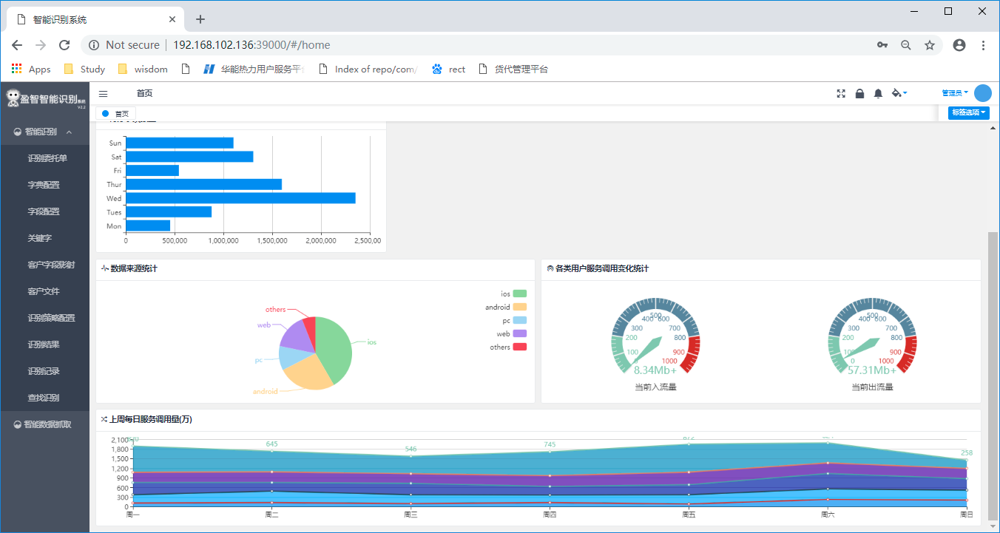 智能识别系统
Not secure 192.168.102.136:39000/#/home
Apps Study wisdom 华能热力用户服务平台 Index of repo/com/ rect 货代管理平台
盈智智能识别系统
V2.2
首页
管理员
首页
标签选项
智能识别
识别委托单
字典配置
字段配置
关键字
客户字段影射
客户文件
识别策略配置
识别结果
识别记录
查找识别
智能数据抓取
Sun
Sat
Fri
Thur
Wed
Tues
Mon
0 500,000 1,000,000 1,500,000 2,000,000 2,500,00
数据来源统计
others
web
pc
android
ios
ios
android
pc
web
others
各类用户服务调用变化统计
0 100 200 300 400 500 600 700 800 900 1000
8.34Mb+
当前入流量
0 100 200 300 400 500 600 700 800 900 1000
57.31Mb+
当前出流量
上周每日服务调用量(万)
2,100
1,800
1,500
1,200
900
600
300
0
645 546 745 258
周一 周二 周三 周四 周五 周六 周日